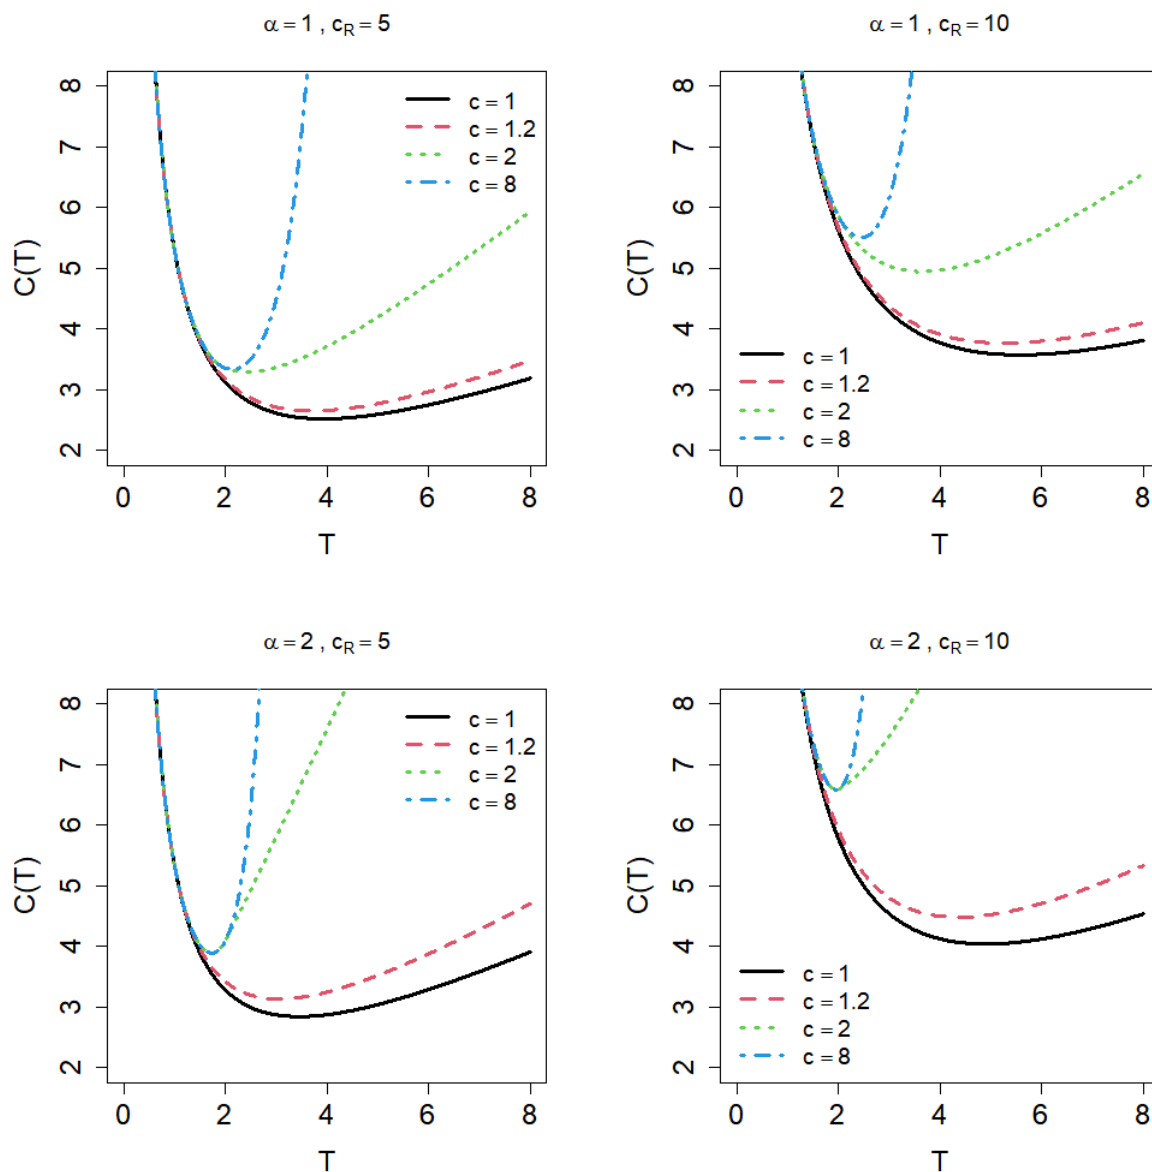 α = 1 , cR = 5
C(T)
8
7
6
5
4
3
2
c = 1
c = 1.2
c = 2
c = 8
0 2 4 6 8
T
α = 1 , cR = 10
C(T)
8
7
6
5
4
3
2
c = 1
c = 1.2
c = 2
c = 8
0 2 4 6 8
T
α = 2 , cR = 5
C(T)
8
7
6
5
4
3
2
c = 1
c = 1.2
c = 2
c = 8
0 2 4 6 8
T
α = 2 , cR = 10
C(T)
8
7
6
5
4
3
2
c = 1
c = 1.2
c = 2
c = 8
0 2 4 6 8
T